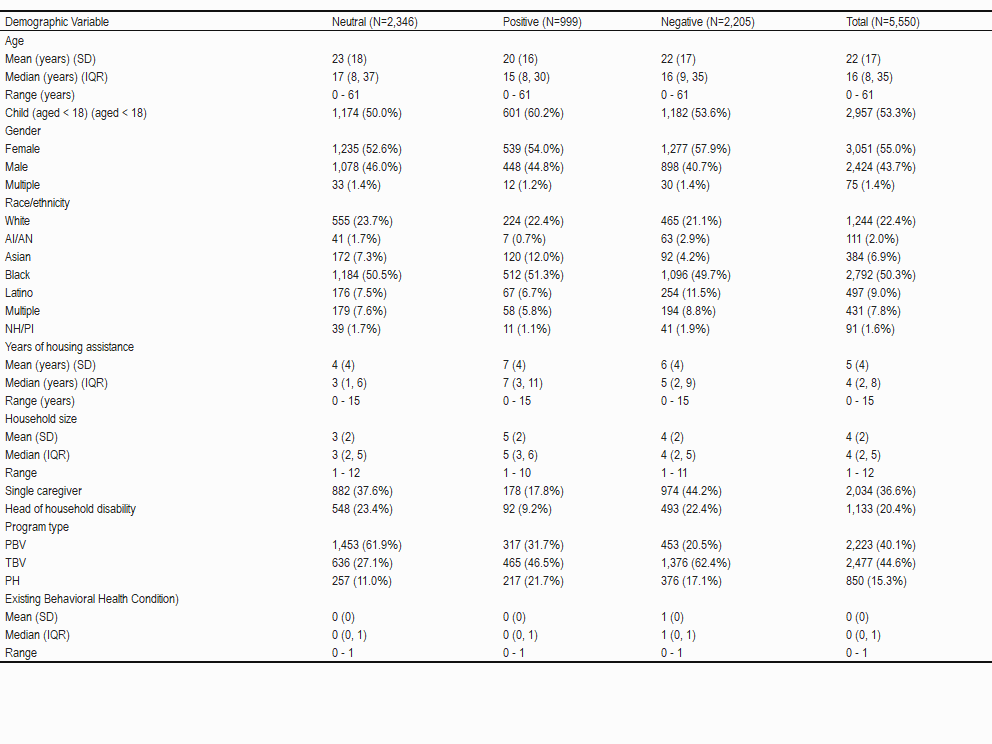 Demographic Variable Neutral (N=2,346) Positive (N=999) Negative (N=2,205) Total (N=5,550)
Age
Mean (years) (SD) 23 (18) 20 (16) 22 (17) 22 (17)
Median (years) (IQR) 17 (8, 37) 15 (8, 30) 16 (9, 35) 16 (8, 35)
Range (years) 0 - 61 0 - 61 0 - 61 0 - 61
Child (aged < 18) (aged < 18) 1,174 (50.0%) 601 (60.2%) 1,182 (53.6%) 2,957 (53.3%)
Gender
Female 1,235 (52.6%) 539 (54.0%) 1,277 (57.9%) 3,051 (55.0%)
Male 1,078 (46.0%) 448 (44.8%) 898 (40.7%) 2,424 (43.7%)
Multiple 33 (1.4%) 12 (1.2%) 30 (1.4%) 75 (1.4%)
Race/ethnicity
White 555 (23.7%) 224 (22.4%) 465 (21.1%) 1,244 (22.4%)
AI/AN 41 (1.7%) 7 (0.7%) 63 (2.9%) 111 (2.0%)
Asian 172 (7.3%) 120 (12.0%) 92 (4.2%) 384 (6.9%)
Black 1,184 (50.5%) 512 (51.3%) 1,096 (49.7%) 2,792 (50.3%)
Latino 176 (7.5%) 67 (6.7%) 254 (11.5%) 497 (9.0%)
Multiple 179 (7.6%) 58 (5.8%) 194 (8.8%) 431 (7.8%)
NH/PI 39 (1.7%) 11 (1.1%) 41 (1.9%) 91 (1.6%)
Years of housing assistance
Mean (years) (SD) 4 (4) 7 (4) 6 (4) 5 (4)
Median (years) (IQR) 3 (1, 6) 7 (3, 11) 5 (2, 9) 4 (2, 8)
Range (years) 0 - 15 0 - 15 0 - 15 0 - 15
Household size
Mean (SD) 3 (2) 5 (2) 4 (2) 4 (2)
Median (IQR) 3 (2, 5) 5 (3, 6) 4 (2, 5) 4 (2, 5)
Range 1 - 12 1 - 10 1 - 11 1 - 12
Single caregiver 882 (37.6%) 178 (17.8%) 974 (44.2%) 2,034 (36.6%)
Head of household disability 548 (23.4%) 92 (9.2%) 493 (22.4%) 1,133 (20.4%)
Program type
PBV 1,453 (61.9%) 317 (31.7%) 453 (20.5%) 2,223 (40.1%)
TBV 636 (27.1%) 465 (46.5%) 1,376 (62.4%) 2,477 (44.6%)
PH 257 (11.0%) 217 (21.7%) 376 (17.1%) 850 (15.3%)
Existing Behavioral Health Condition)
Mean (SD) 0 (0) 0 (0) 1 (0) 0 (0)
Median (IQR) 0 (0, 1) 0 (0, 1) 1 (0, 1) 0 (0, 1)
Range 0 - 1 0 - 1 0 - 1 0 - 1